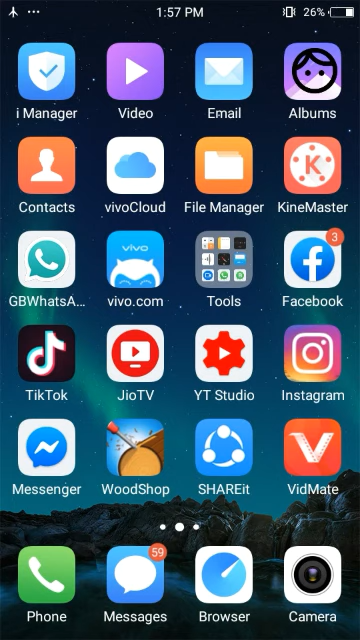 1:57 PM
26%
i Manager
Video
Email
Albums
Contacts
vivoCloud
File Manager
K
KineMaster
GBWhatsA...
vivo
vivo.com
Tools
3
Facebook
TikTok
JioTV
YT Studio
Instagram
Messenger
WoodShop
SHAREit
VidMate
59
Phone
Messages
Browser
Camera